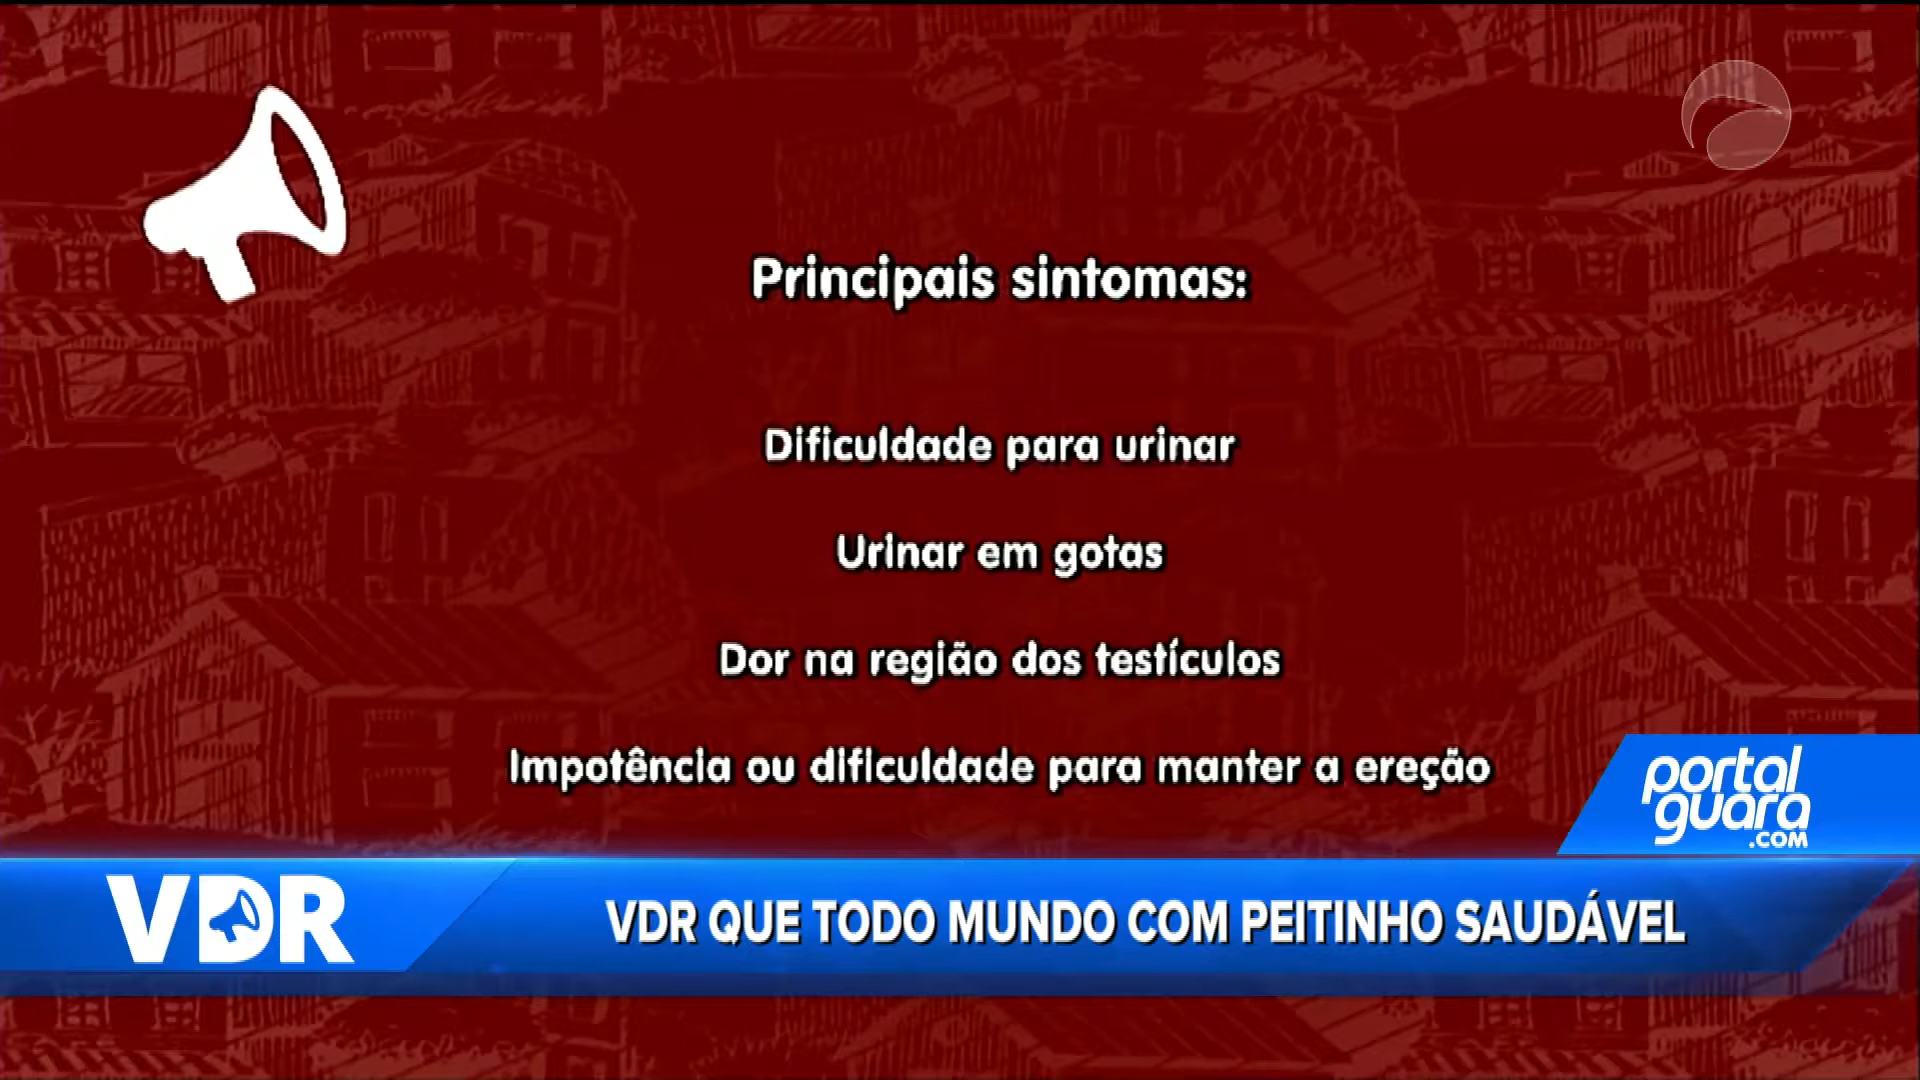 Principais sintomas:
Dificuldade para urinar
Urinar em gotas
Dor na região dos testículos
Impotência ou dificuldade para manter a ereção
portal
guará
.COM
VDR
VDR QUE TODO MUNDO COM PEITINHO SAUDÁVEL